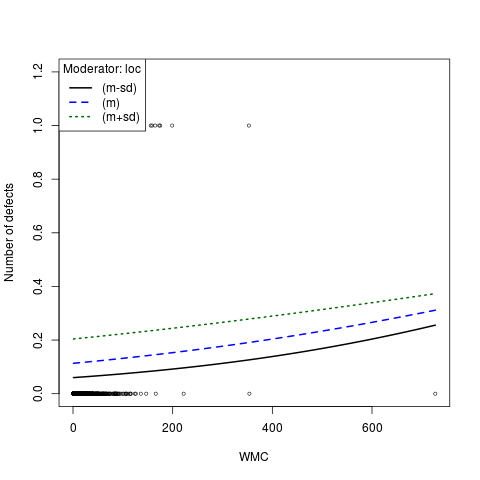 Moderator: loc
(m-sd)
(m)
(m+sd)
1.2
1.0
0.8
0.6
0.4
0.2
0.0
Number of defects
0 200 400 600
WMC